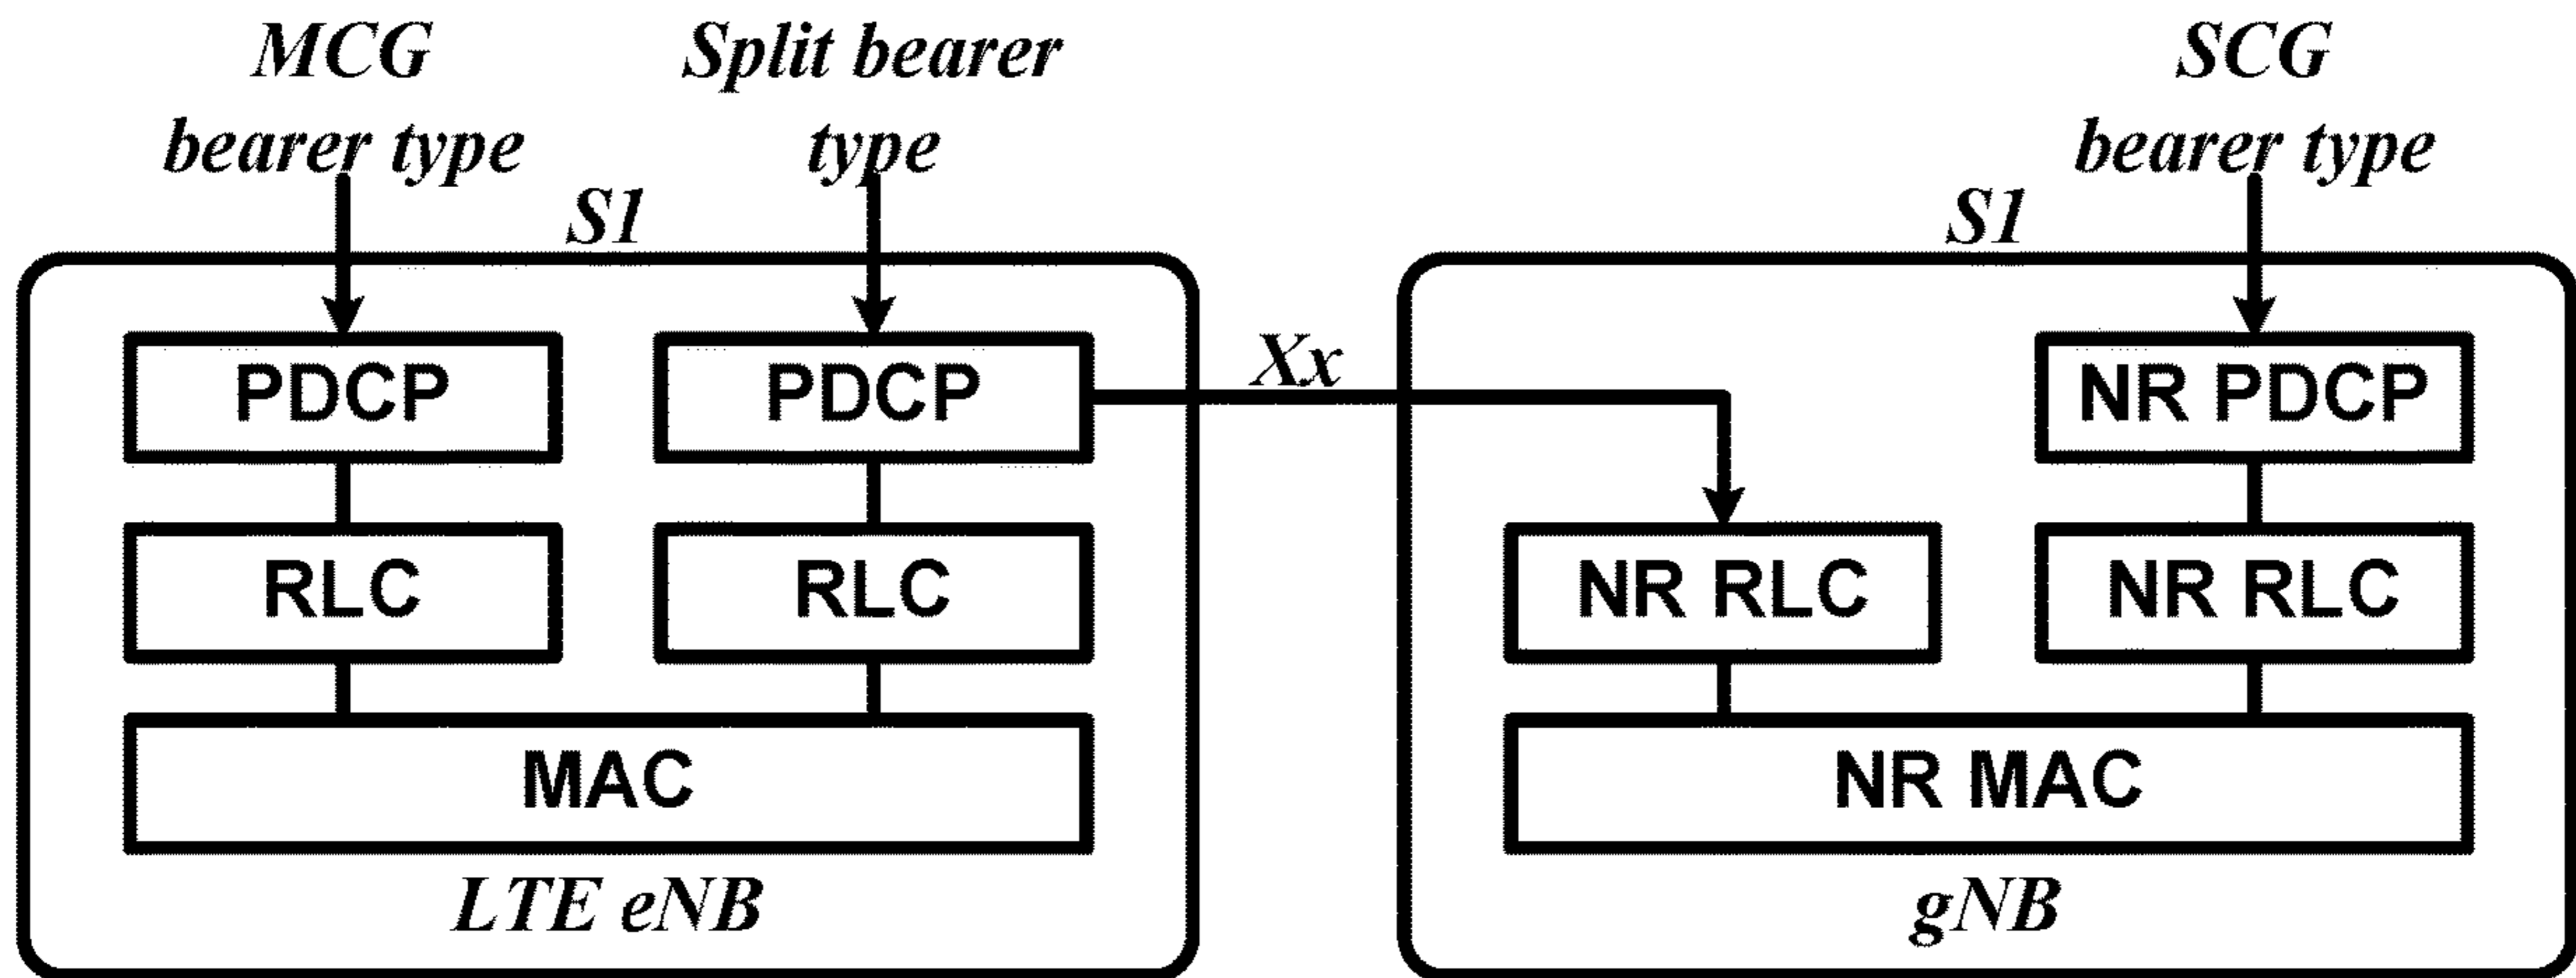 MCG
bearer type
Split bearer
type
SCG
bearer type
S1
S1
Xx
PDCP
PDCP
NR PDCP
RLC
RLC
NR RLC
NR RLC
MAC
NR MAC
LTE eNB
gNB